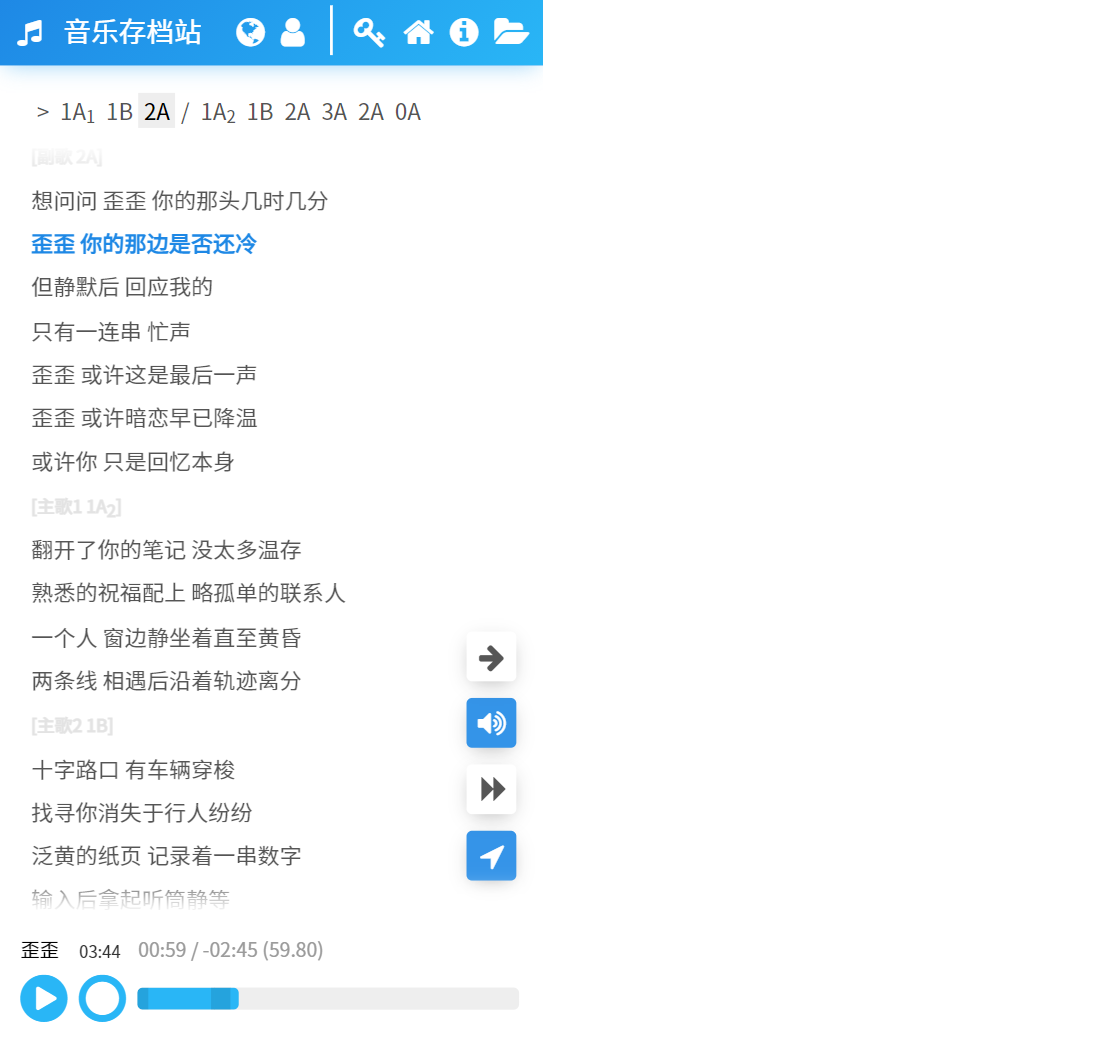 音乐存档站
> 1A1 1B 2A / 1A2 1B 2A 3A 2A 0A
[副歌 2A]
想问问 歪歪 你的那头几时几分
歪歪 你的那边是否还冷
但静默后 回应我的
只有一连串 忙声
歪歪 或许这是最后一声
歪歪 或许暗恋早已降温
或许你 只是回忆本身
[主歌1 1A2]
翻开了你的笔记 没太多温存
熟悉的祝福配上 略孤单的联系人
一个人 窗边静坐着直至黄昏
两条线 相遇后沿着轨迹离分
[主歌2 1B]
十字路口 有车辆穿梭
找寻你消失于行人纷纷
泛黄的纸页 记录着一串数字
输入后拿起听筒静等
歪歪 03:44 00:59 / -02:45 (59.80)